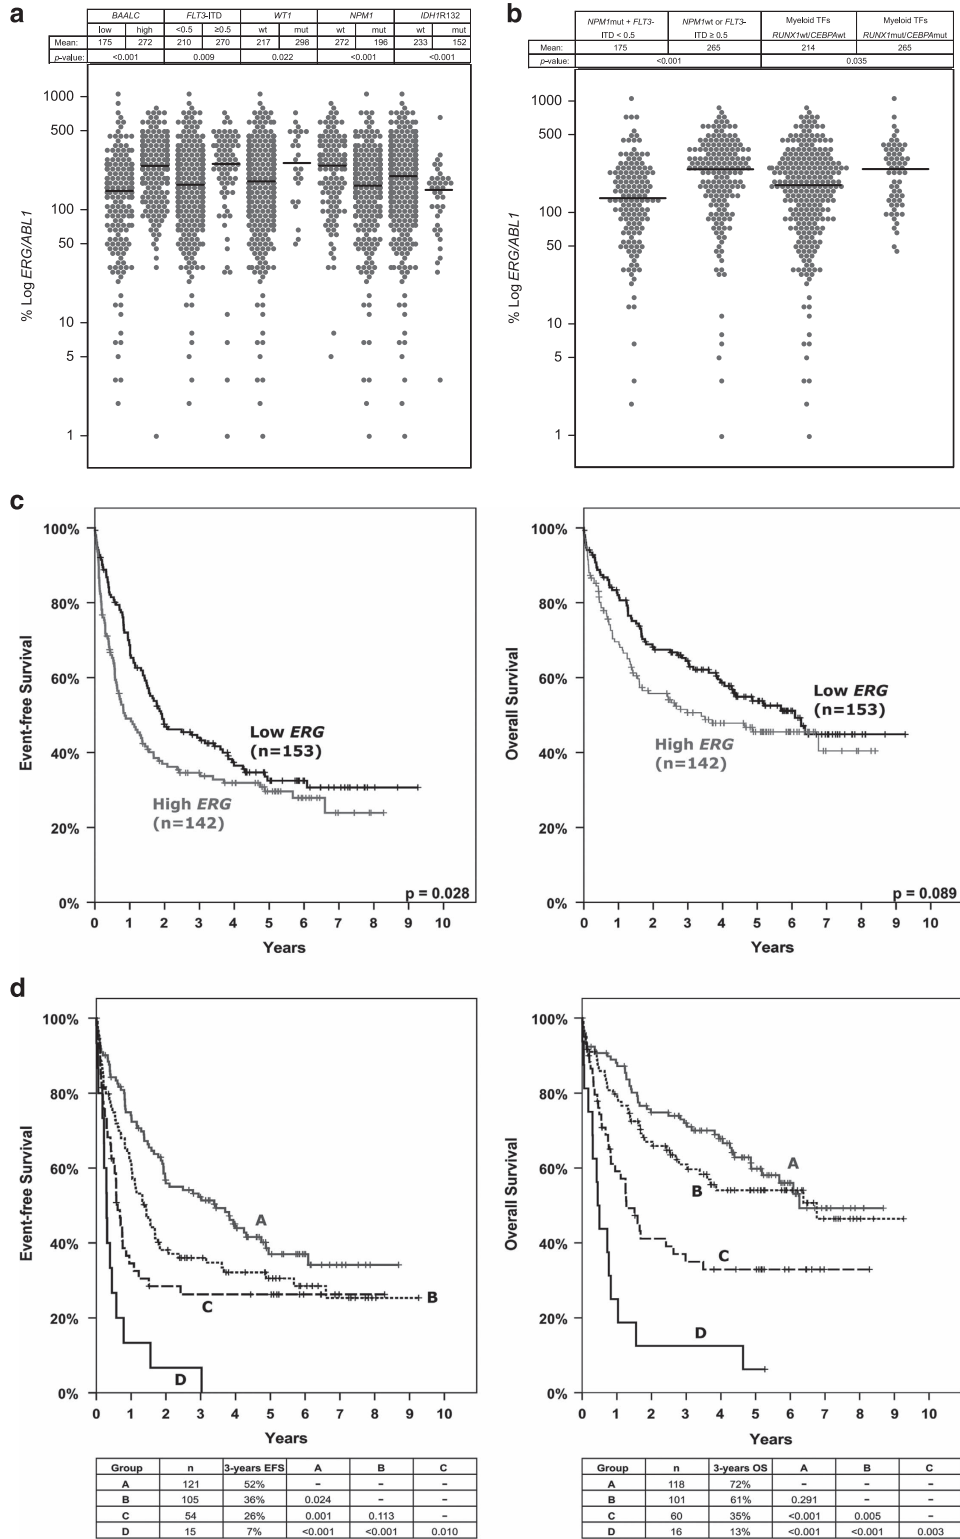 a
BAALC FLT3-ITD WT1 NPM1 IDH1R132
low high <0.5 ≥0.5 wt mut wt mut wt mut
Mean: 175 272 210 270 217 298 272 196 233 152
p-value: <0.001 0.009 0.022 <0.001 <0.001
% Log ERG/ABL1
1000
500
100
50
10
5
1
b
NPM1mut + FLT3- NPM1wt or FLT3- Myeloid TFs Myeloid TFs
ITD < 0.5 ITD ≥ 0.5 RUNX1wt/CEBPAwt RUNX1mut/CEBPAmut
Mean: 175 265 214 265
p-value: <0.001 0.035
% Log ERG/ABL1
1000
500
100
50
10
5
1
c
Event-free Survival
100%
80%
60%
40%
20%
0%
Low ERG
(n=153)
High ERG
(n=142)
p = 0.028
0 1 2 3 4 5 6 7 8 9 10
Years
Overall Survival
100%
80%
60%
40%
20%
0%
Low ERG
(n=153)
High ERG
(n=142)
p = 0.089
0 1 2 3 4 5 6 7 8 9 10
Years
d
Event-free Survival
100%
80%
60%
40%
20%
0%
A
B
C
D
0 1 2 3 4 5 6 7 8 9 10
Years
Group n 3-years EFS A B C
A 121 52% – – –
B 105 36% 0.024 – –
C 54 26% 0.001 0.113 –
D 15 7% <0.001 <0.001 0.010
Overall Survival
100%
80%
60%
40%
20%
0%
A
B
C
D
0 1 2 3 4 5 6 7 8 9 10
Years
Group n 3-years OS A B C
A 118 72% – – –
B 101 61% 0.291 – –
C 60 35% <0.001 0.005 –
D 16 13% <0.001 <0.001 0.003